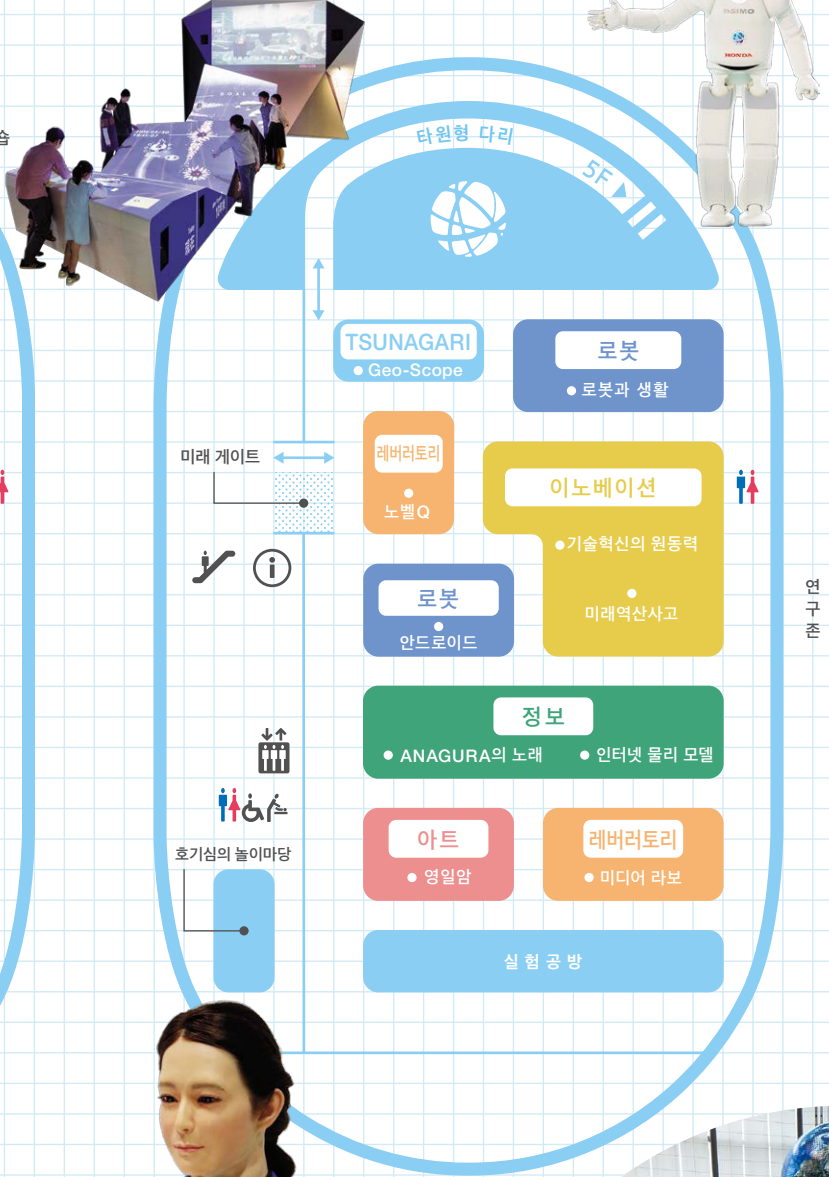 ASIMO
HONDA
습
타원형 다리
5F
TSUNAGARI
Geo-Scope
로봇
로봇과 생활
미래 게이트
레버러토리
노벨Q
이노베이션
기술혁신의 원동력
미래역산사고
로봇
안드로이드
연
구
존
정보
ANAGURA의 노래
인터넷 물리 모델
호기심의 놀이마당
아트
영일암
레버러토리
미디어 라보
실험공방